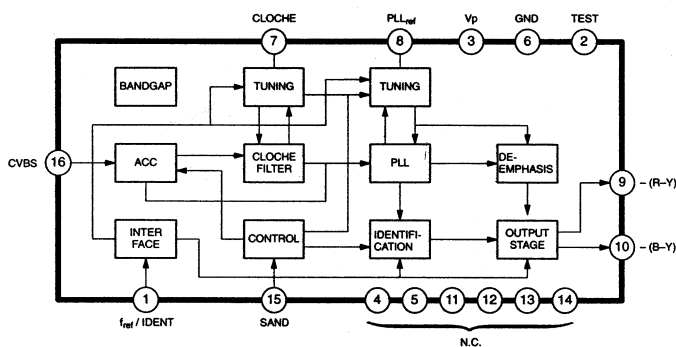 CLOCHE
PLLref
Vp
GND
TEST
7
8
3
6
2
BANDGAP
TUNING
TUNING
CVBS
16
ACC
CLOCHE
FILTER
PLL
DE-
EMPHASIS
9
–(R–Y)
INTER
FACE
CONTROL
IDENTIFI-
CATION
OUTPUT
STAGE
10
–(B–Y)
1
15
4
5
11
12
13
14
fref / IDENT
SAND
N.C.